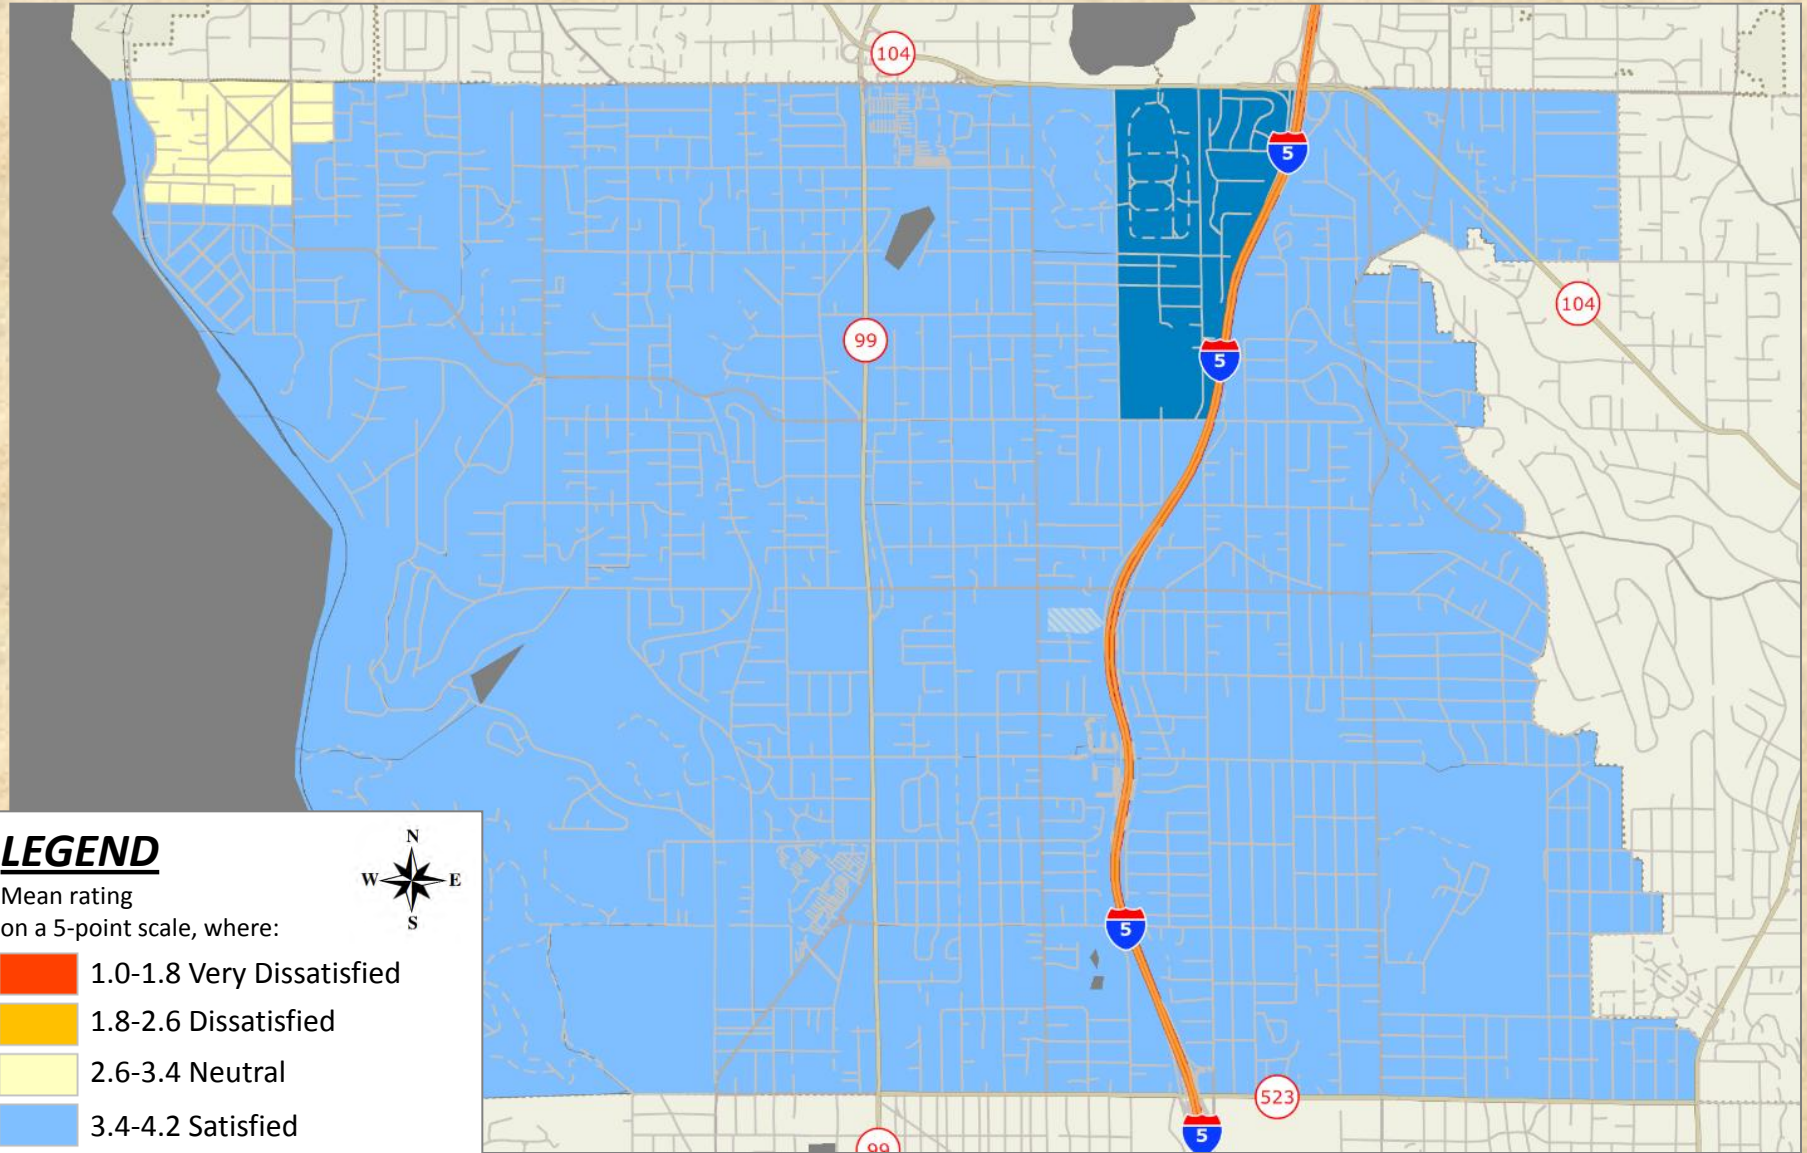 104
5
104
99
5
LEGEND
N
W E
S
Mean rating
on a 5-point scale, where:
5
1.0-1.8 Very Dissatisfied
1.8-2.6 Dissatisfied
2.6-3.4 Neutral
523
3.4-4.2 Satisfied
5
99